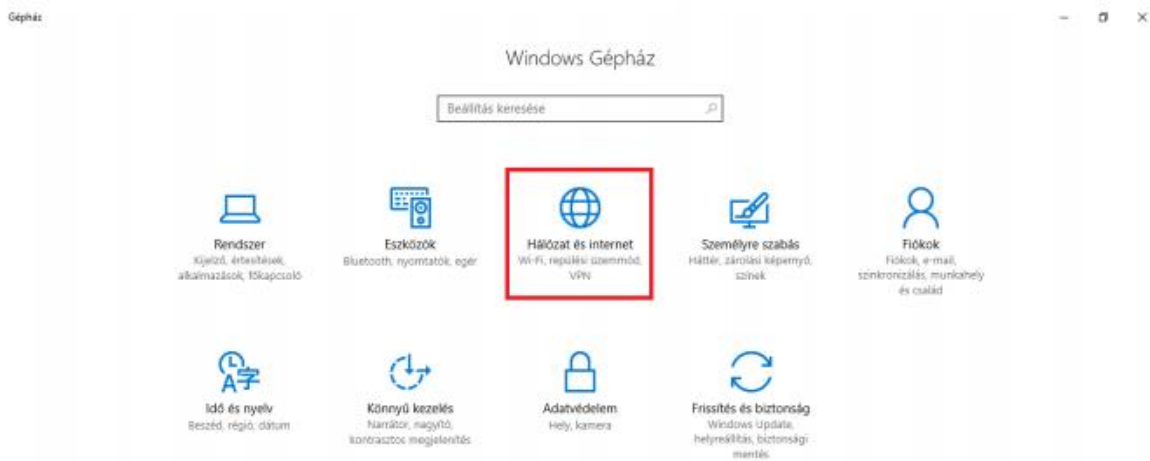 Gépház
Windows Gépház
Beállítás keresése
Rendszer
Kijelző, értesítések,
alkalmazások, főkapcsoló
Eszközök
Bluetooth, nyomtatók, egér
Hálózat és internet
Wi-Fi, repülési üzemmód,
VPN
Személyre szabás
Háttér, zárolási képernyő,
színek
Fiókok
Fiókok, e-mail,
szinkronizálás, munkahely
és család
Idő és nyelv
Beszéd, régió, dátum
Könnyű kezelés
Narrátor, nagyító,
kontrasztos megjelenítés
Adatvédelem
Hely, kamera
Frissítés és biztonság
Windows Update,
helyreállítás, biztonsági
mentés